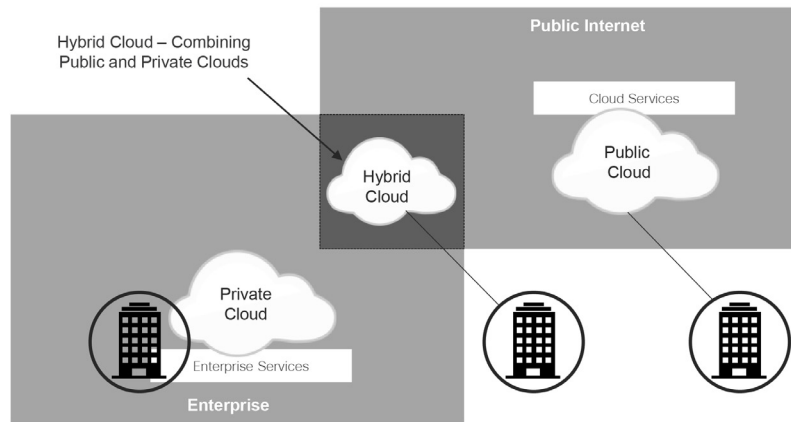 Public Internet
Hybrid Cloud – Combining
Public and Private Clouds
Cloud Services
Hybrid
Cloud
Public
Cloud
Private
Cloud
Enterprise Services
Enterprise